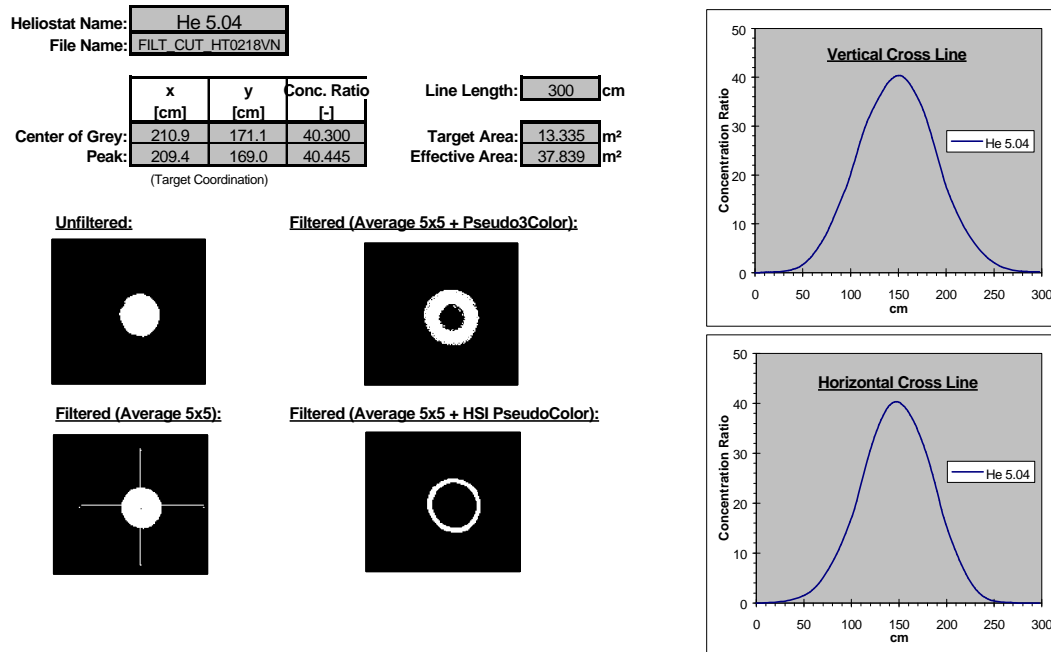 Heliostat Name: He 5.04
File Name: FILT_CUT_HT0218VN
x y Conc. Ratio
[cm] [cm] [-]
Center of Grey: 210.9 171.1 40.300
Peak: 209.4 169.0 40.445
(Target Coordination)
Line Length: 300 cm
Target Area: 13.335 m²
Effective Area: 37.839 m²
Unfiltered:
Filtered (Average 5x5 + Pseudo3Color):
Filtered (Average 5x5):
Filtered (Average 5x5 + HSI PseudoColor):
Vertical Cross Line
Concentration Ratio
50
40
30
20
10
0
He 5.04
0 50 100 150 200 250 300
cm
Horizontal Cross Line
Concentration Ratio
50
40
30
20
10
0
He 5.04
0 50 100 150 200 250 300
cm